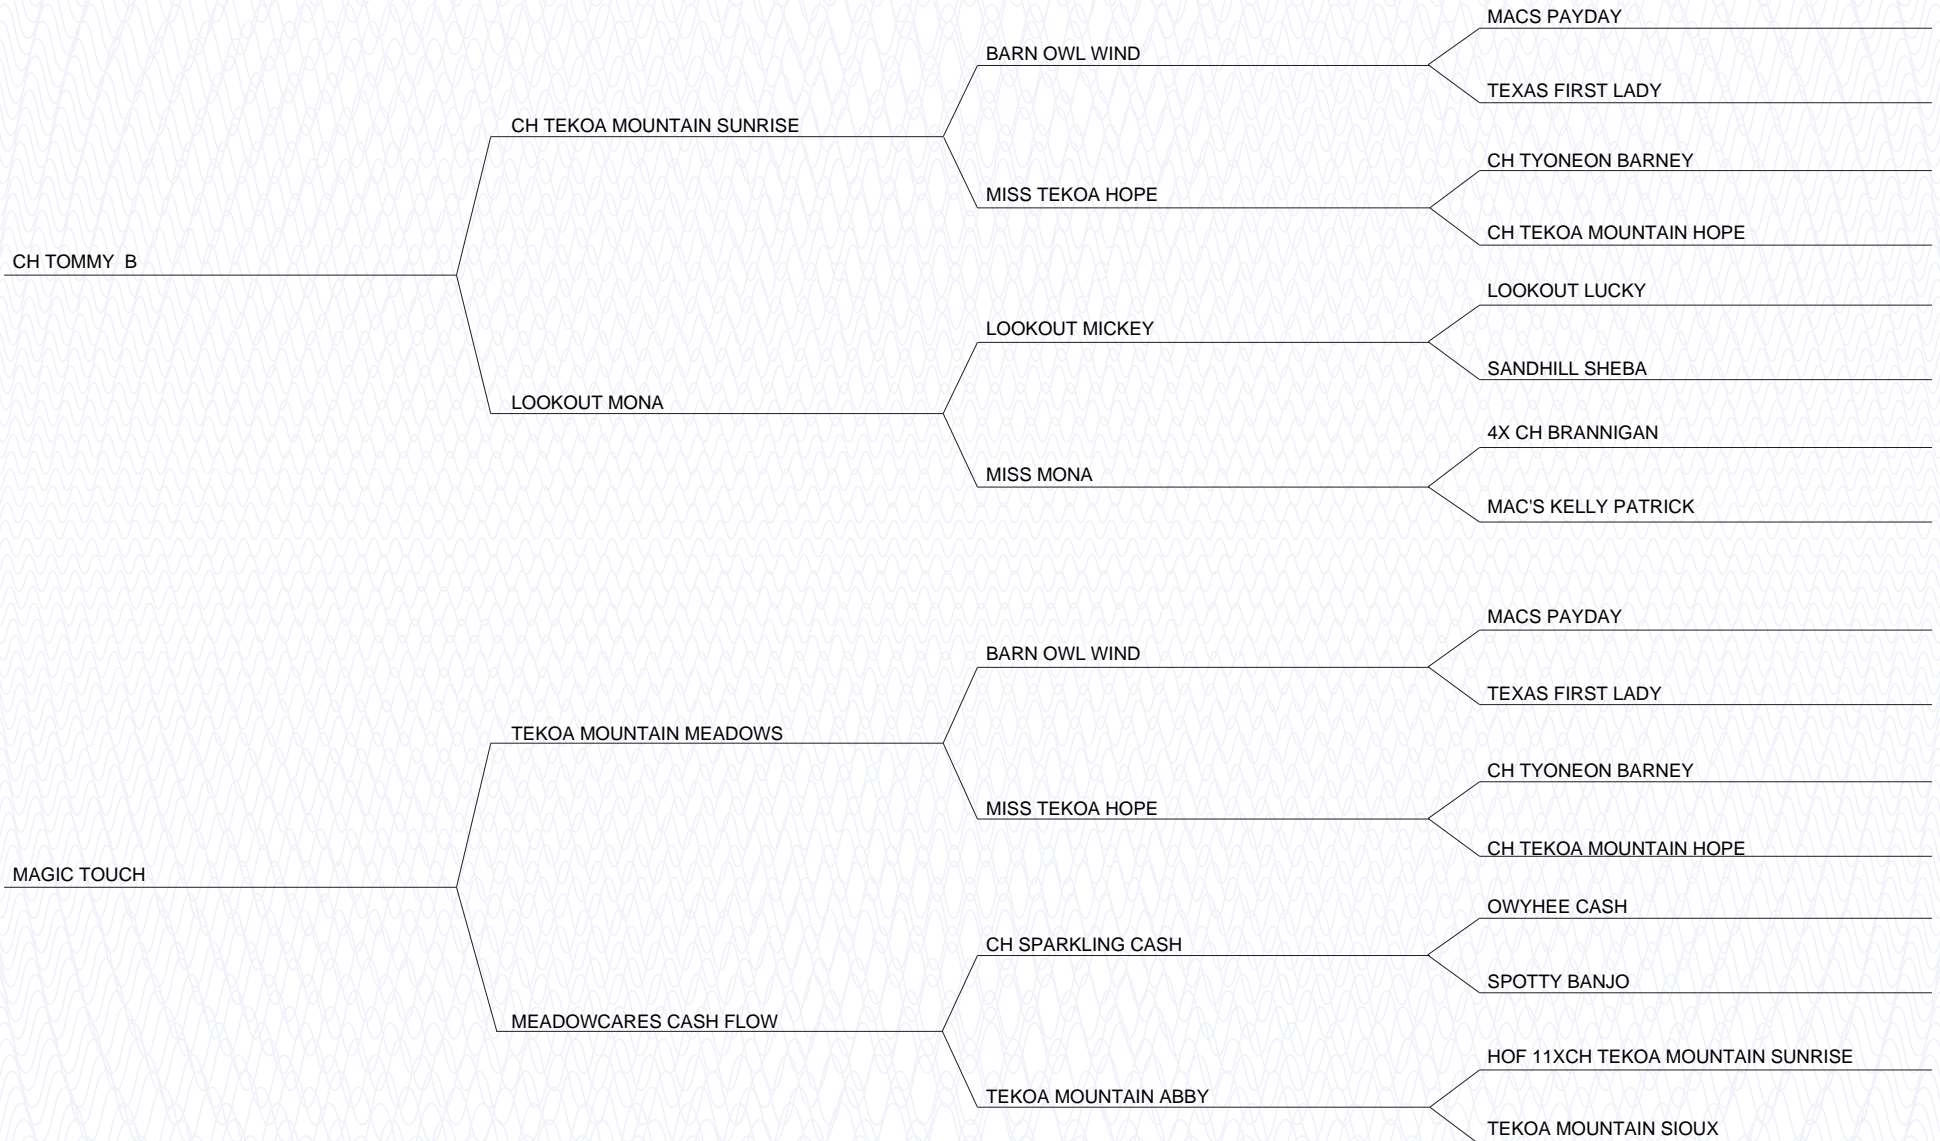 MACS PAYDAY
BARN OWL WIND
TEXAS FIRST LADY
CH TEKOA MOUNTAIN SUNRISE
CH TYONEON BARNEY
MISS TEKOA HOPE
CH TEKOA MOUNTAIN HOPE
CH TOMMY  B
LOOKOUT LUCKY
LOOKOUT MICKEY
SANDHILL SHEBA
LOOKOUT MONA
4X CH BRANNIGAN
MISS MONA
MAC'S KELLY PATRICK
MACS PAYDAY
BARN OWL WIND
TEXAS FIRST LADY
TEKOA MOUNTAIN MEADOWS
CH TYONEON BARNEY
MISS TEKOA HOPE
CH TEKOA MOUNTAIN HOPE
MAGIC TOUCH
OWYHEE CASH
CH SPARKLING CASH
SPOTTY BANJO
MEADOWCARES CASH FLOW
HOF 11XCH TEKOA MOUNTAIN SUNRISE
TEKOA MOUNTAIN ABBY
TEKOA MOUNTAIN SIOUX